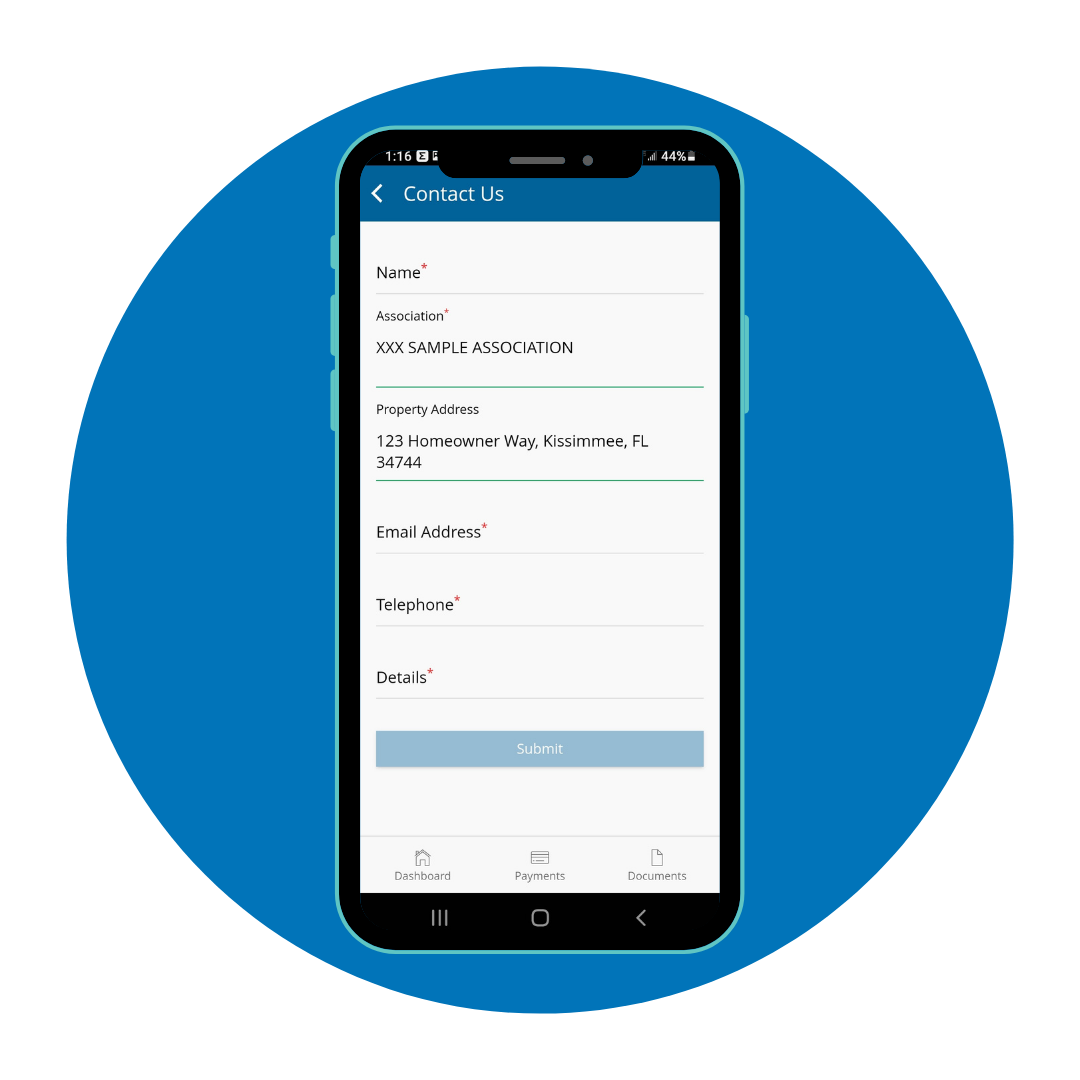 1:16 44%
Contact Us
Name*
Association*
XXX SAMPLE ASSOCIATION
Property Address
123 Homeowner Way, Kissimmee, FL
34744
Email Address*
Telephone*
Details*
Submit
Dashboard Payments Documents